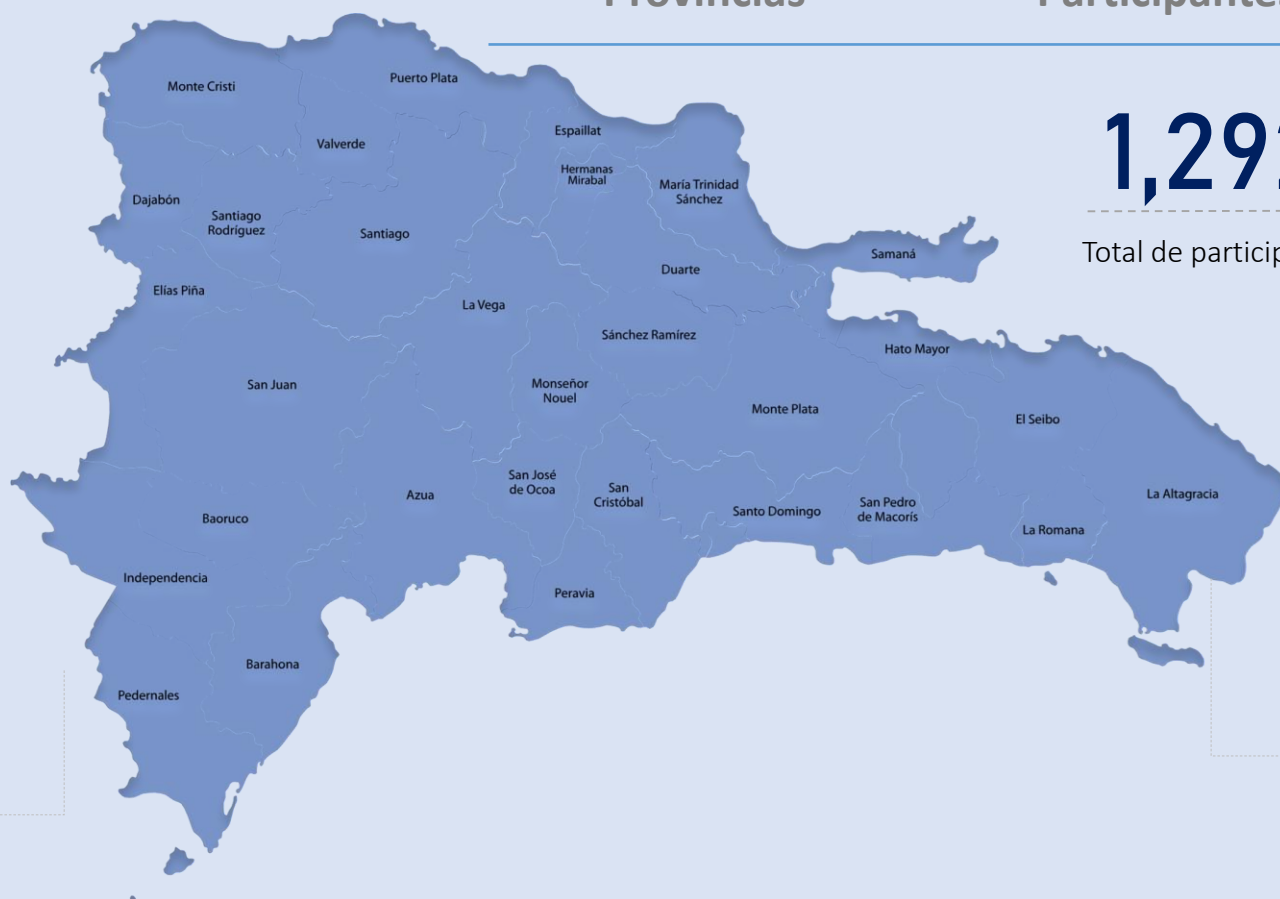 Provincias
Monte Cristi
Puerto Plata
Valverde
Espaillat
Hermanas
Mirabal
María Trinidad
Sánchez
Dajabón
Santiago
Rodríguez
Santiago
Samaná
Total de
Duarte
Elías Piña
La Vega
Sánchez Ramírez
Hato Mayor
San Juan
Monseñor
Nouel
Monte Plata
El Seibo
San José
de Ocoa
San
Cristóbal
Azua
La Altagracia
Santo Domingo
San Pedro
de Macorís
Baoruco
La Romana
Independencia
Peravia
Barahona
Pedernales